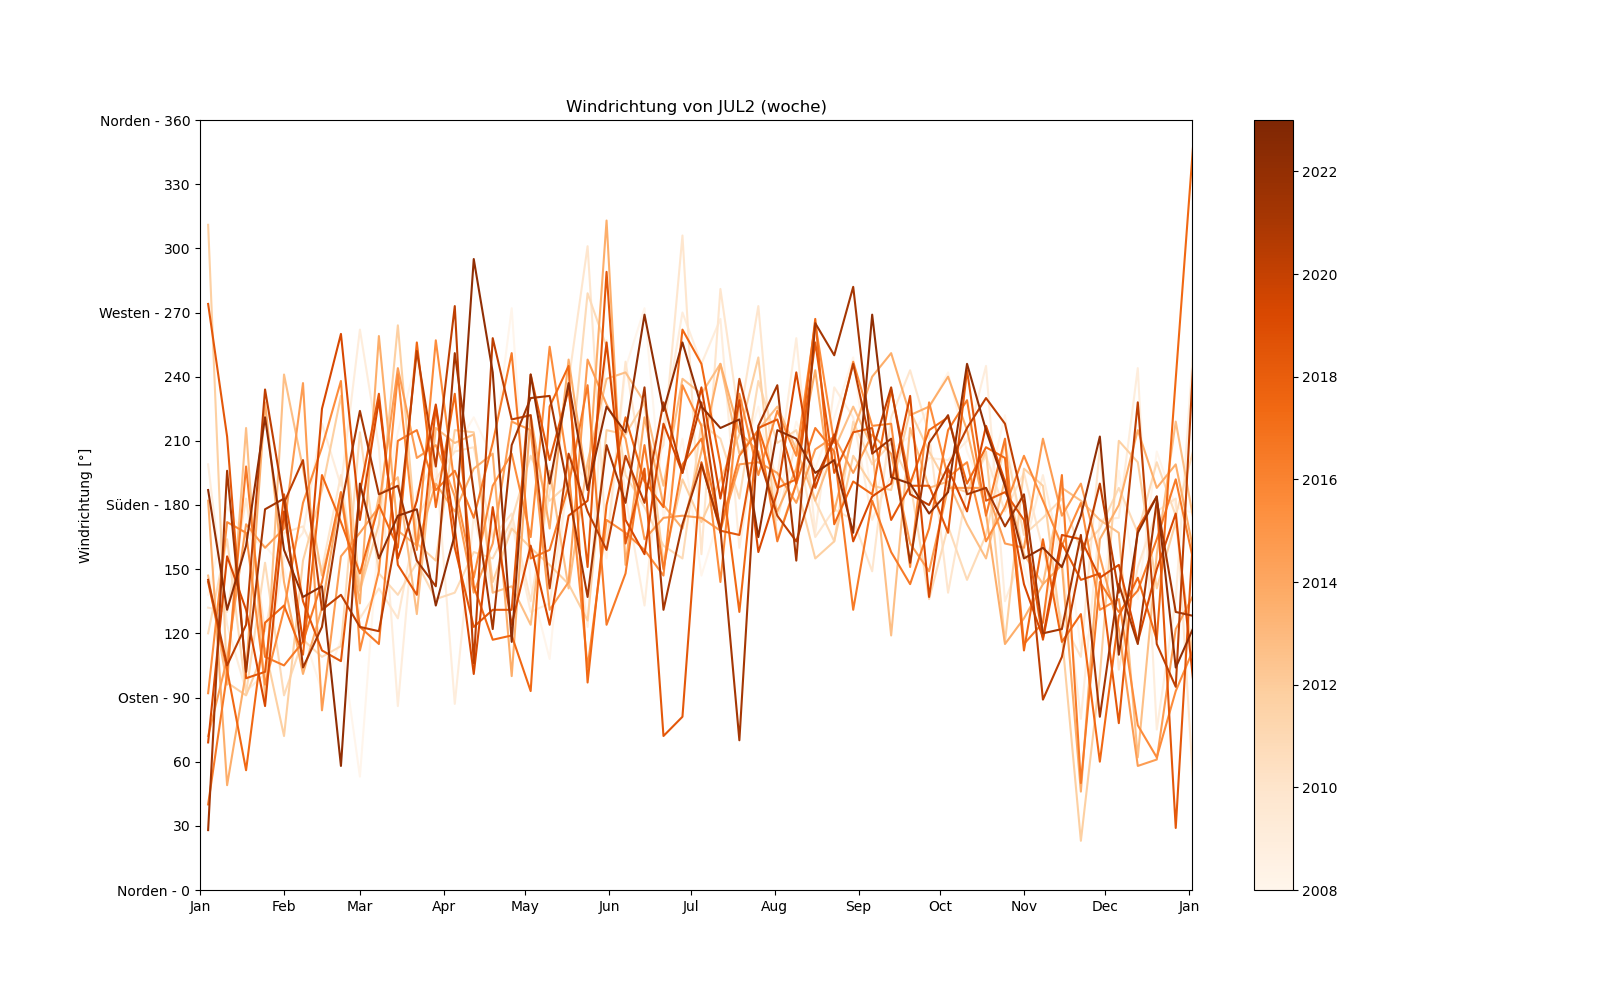 Windrichtung von JUL2 (woche)
Norden - 360
330
300
Westen - 270
240
210
Süden - 180
150
120
Osten - 90
60
30
Norden - 0
Windrichtung [°]
Jan Feb Mar Apr May Jun Jul Aug Sep Oct Nov Dec Jan
2022
2020
2018
2016
2014
2012
2010
2008